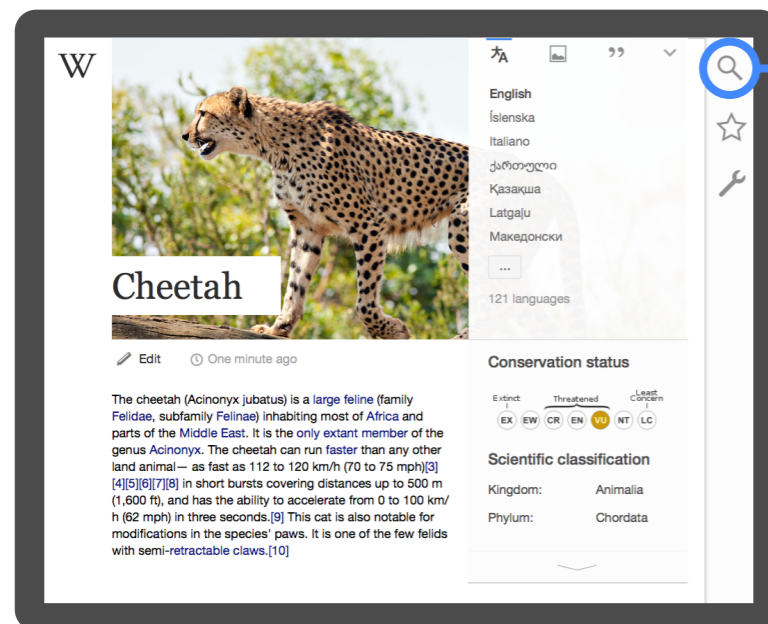 W
文A
English
Íslenska
Italiano
ქართული
Қазақша
Latgaļu
Македонски
...
121 languages
Cheetah
Edit One minute ago
The cheetah (Acinonyx jubatus) is a large feline (family
Felidae, subfamily Felinae) inhabiting most of Africa and
parts of the Middle East. It is the only extant member of the
genus Acinonyx. The cheetah can run faster than any other
land animal— as fast as 112 to 120 km/h (70 to 75 mph)[3]
[4][5][6][7][8] in short bursts covering distances up to 500 m
(1,600 ft), and has the ability to accelerate from 0 to 100 km/
h (62 mph) in three seconds.[9] This cat is also notable for
modifications in the species' paws. It is one of the few felids
with semi-retractable claws.[10]
Conservation status
Extinct Threatened Least
Concern
EX EW CR EN VU NT LC
Scientific classification
Kingdom: Animalia
Phylum: Chordata